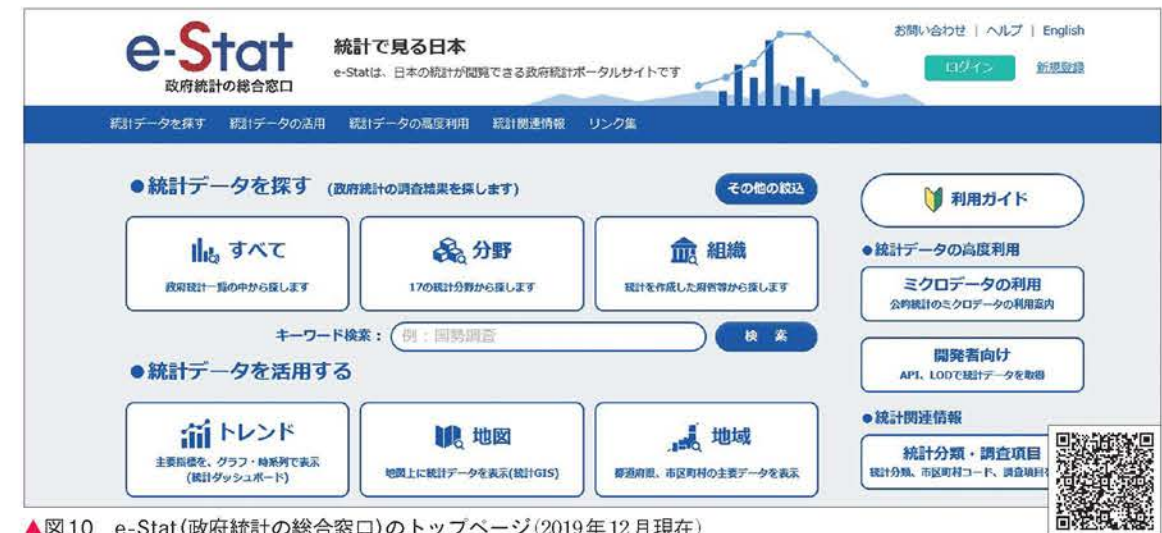 e-Stat
政府統計の総合窓口
統計で見る日本
e-Statは、日本の統計が閲覧できる政府統計ポータルサイトです
お問い合わせ | ヘルプ | English
ログイン 新規登録
統計データを探す 統計データの活用 統計データの高度利用 統計関連情報 リンク集
●統計データを探す (政府統計の調査結果を探します)
その他の絞込
すべて
政府統計一覧の中から探します
分野
17の統計分野から探します
組織
統計を作成した府省等から探します
キーワード検索: 例:国勢調査 検 索
●統計データを活用する
トレンド
主要指標を、グラフ・時系列で表示
(統計ダッシュボード)
地図
地図上に統計データを表示(統計GIS)
地域
都道府県、市区町村の主要データを表示
利用ガイド
●統計データの高度利用
ミクロデータの利用
公的統計のミクロデータの利用案内
開発者向け
API、LODで統計データを取得
●統計関連情報
統計分類・調査項目
統計分類、市区町村コード、調査項目
▲図10 e-Stat(政府統計の総合窓口)のトップページ(2019年12月現在)